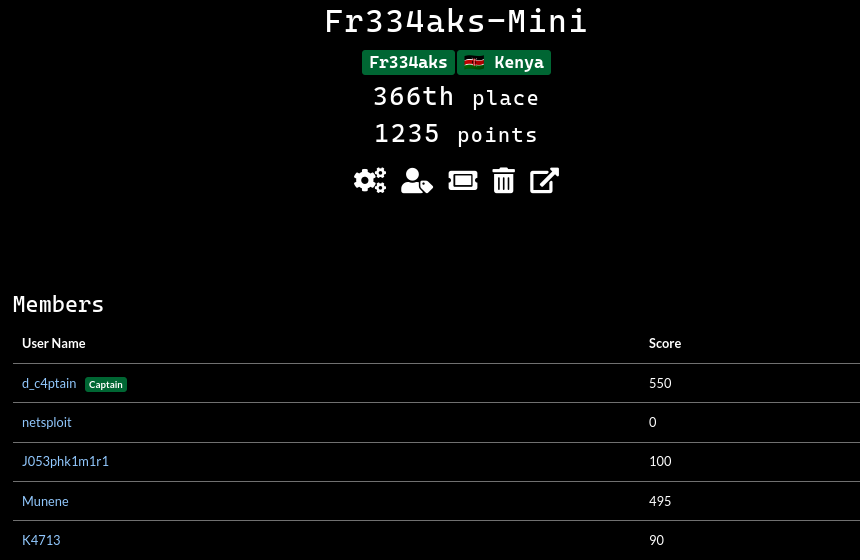 Fr334aks-Mini
Fr334aks 🇰🇪 Kenya
366th place
1235 points
Members
User Name Score
d_c4ptain Captain 550
netsploit 0
J053phk1m1r1 100
Munene 495
K4713 90